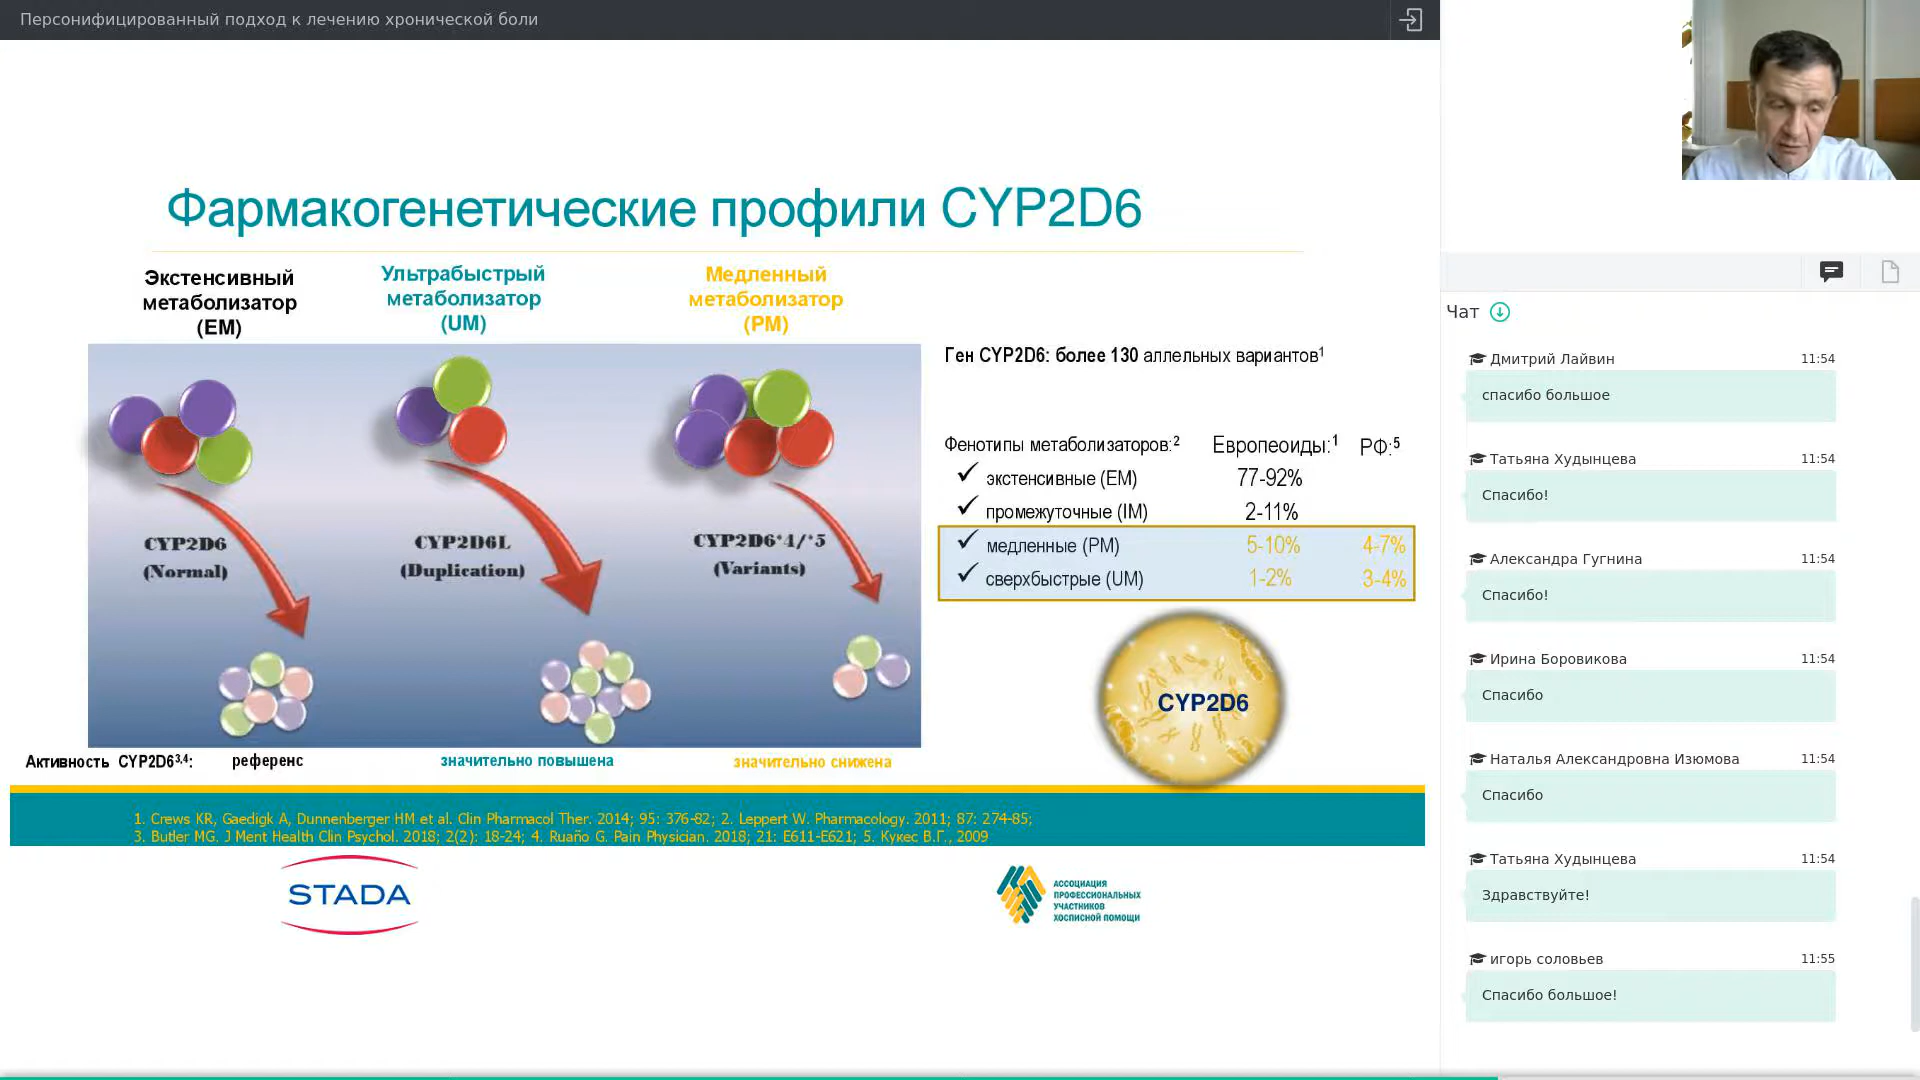 Персонифицированный подход к лечению хронической боли
Фармакогенетические профили CYP2D6
Экстенсивный
метаболизатор
(EM)
Ультрабыстрый
метаболизатор
(UM)
Медленный
метаболизатор
(PM)
CYP2D6
(Normal)
CYP2D6L
(Duplication)
CYP2D6*4/*5
(Variants)
Активность CYP2D6³,⁴:
референс
значительно повышена
значительно снижена
Ген CYP2D6: более 130 аллельных вариантов¹
Фенотипы метаболизаторов:² Европеоиды:¹ РФ:⁵
✓ экстенсивные (EM) 77-92%
✓ промежуточные (IM) 2-11%
✓ медленные (PM) 5-10% 4-7%
✓ сверхбыстрые (UM) 1-2% 3-4%
CYP2D6
1. Crews KR, Gaedigk A, Dunnenberger HM et al. Clin Pharmacol Ther. 2014; 95: 376-82; 2. Leppert W. Pharmacology. 2011; 87: 274-85;
3. Butler MG. J Ment Health Clin Psychol. 2018; 2(2): 18-24; 4. Ruaño G. Pain Physician. 2018; 21: E611-E621; 5. Кукес В.Г., 2009
STADA
АССОЦИАЦИЯ
ПРОФЕССИОНАЛЬНЫХ
УЧАСТНИКОВ
ХОСПИСНОЙ ПОМОЩИ
Чат
Дмитрий Лайвин 11:54
спасибо большое
Татьяна Худынцева 11:54
Спасибо!
Александра Гугнина 11:54
Спасибо!
Ирина Боровикова 11:54
Спасибо
Наталья Александровна Изюмова 11:54
Спасибо
Татьяна Худынцева 11:54
Здравствуйте!
игорь соловьев 11:55
Спасибо большое!